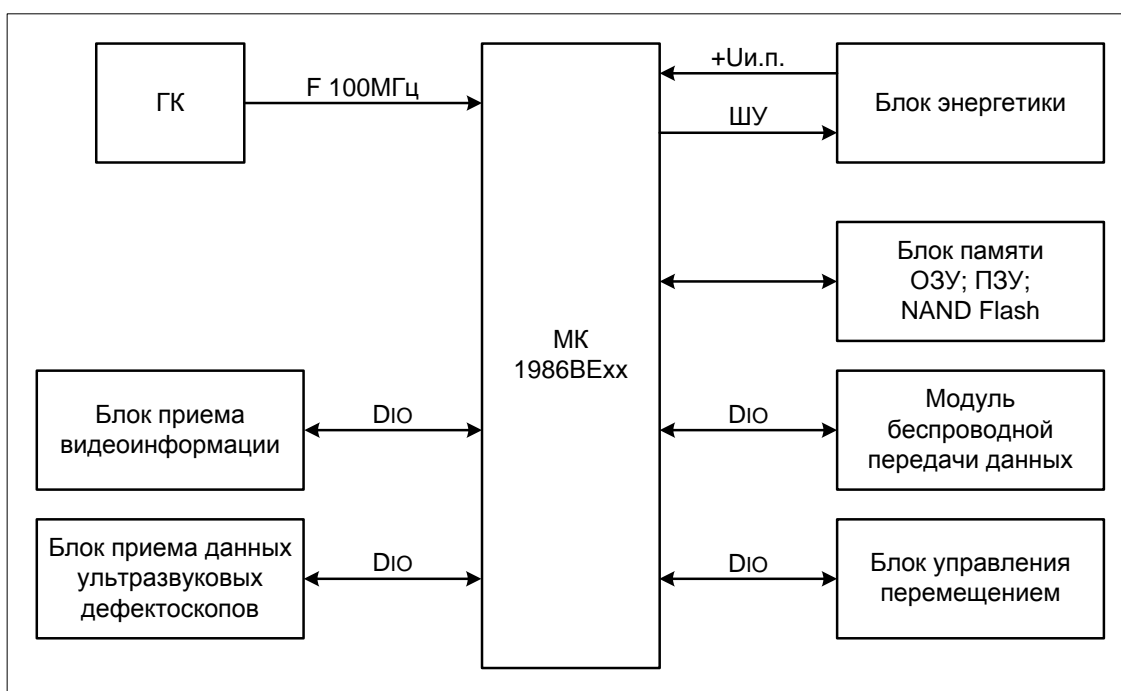 ГК
F 100МГц
+Uи.п.
ШУ
Блок энергетики
Блок памяти
ОЗУ; ПЗУ;
NAND Flash
МК
1986ВЕxx
Блок приема
видеоинформации
DIO
DIO
Модуль
беспроводной
передачи данных
Блок приема данных
ультразвуковых
дефектоскопов
DIO
DIO
Блок управления
перемещением